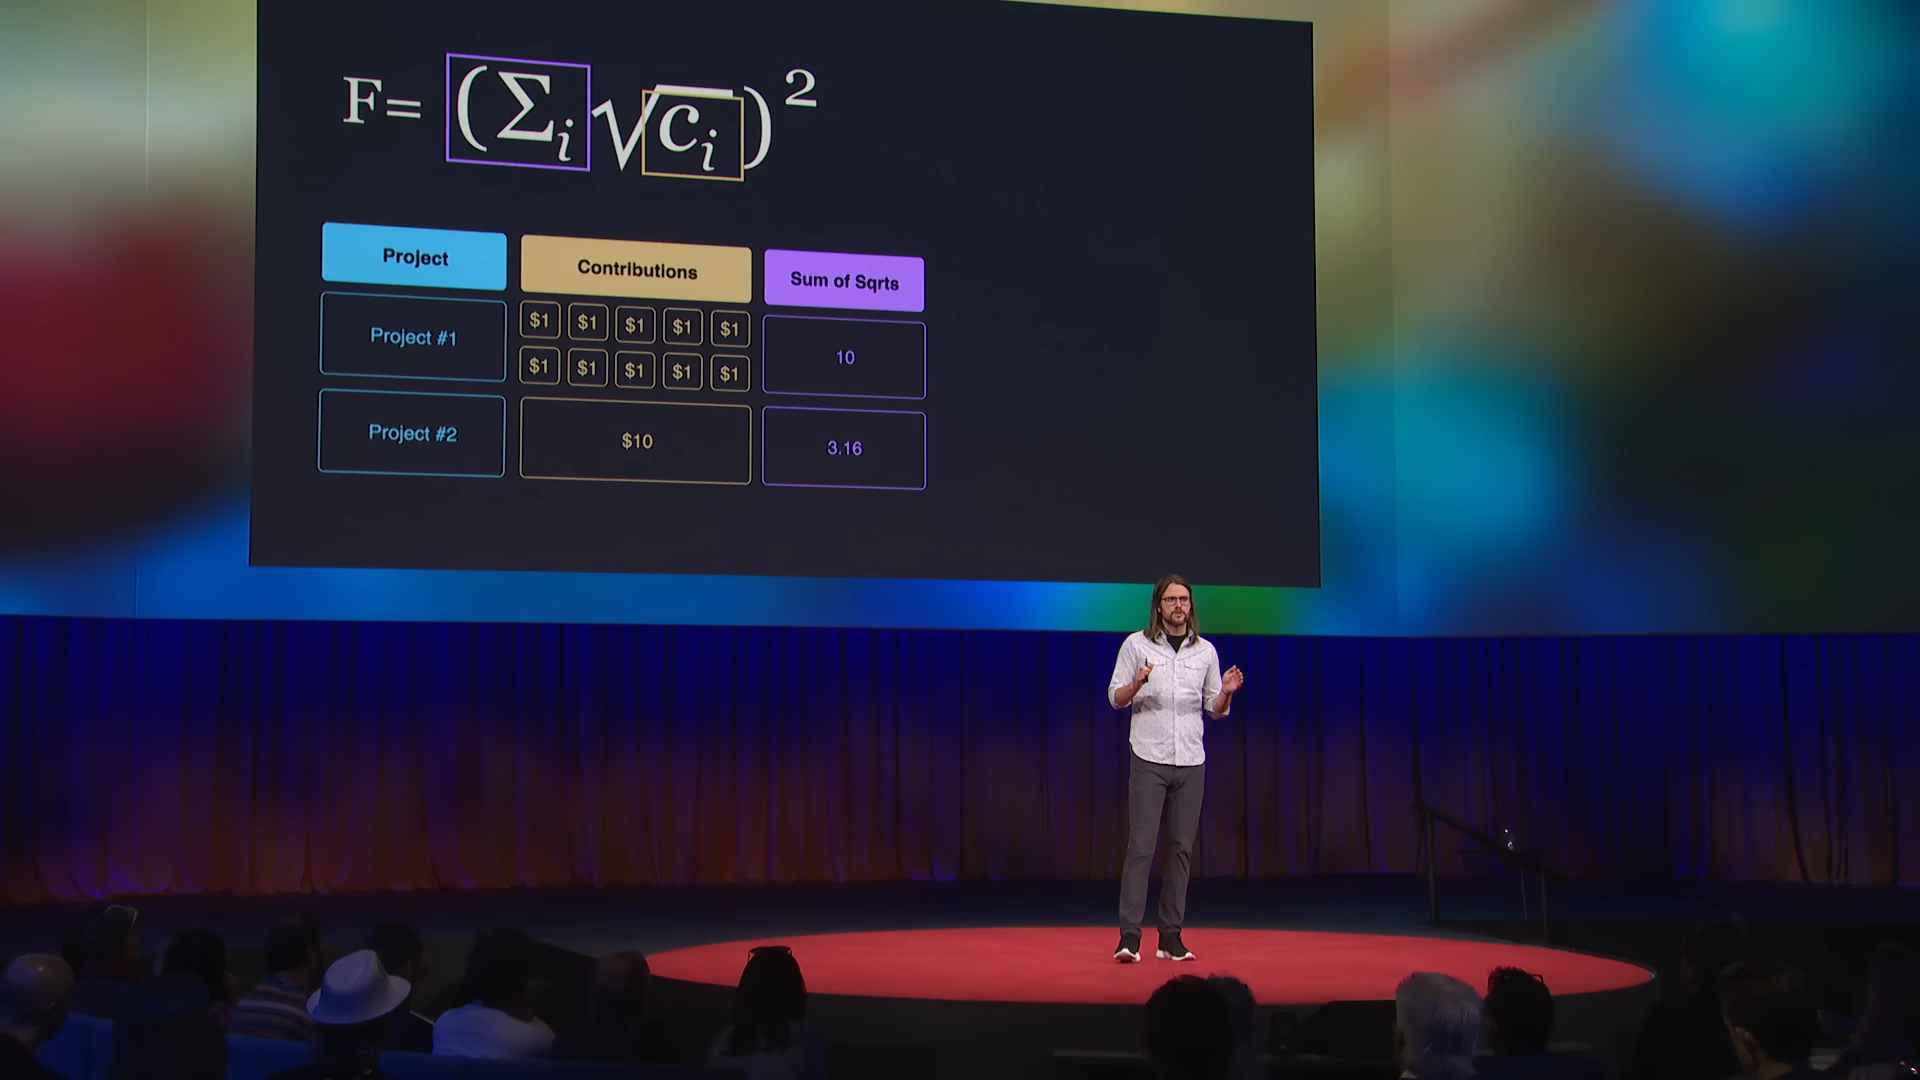 F= (Σᵢ√cᵢ)²
Project Contributions Sum of Sqrts
Project #1
$1 $1 $1 $1 $1
$1 $1 $1 $1 $1
10
Project #2 $10 3.16